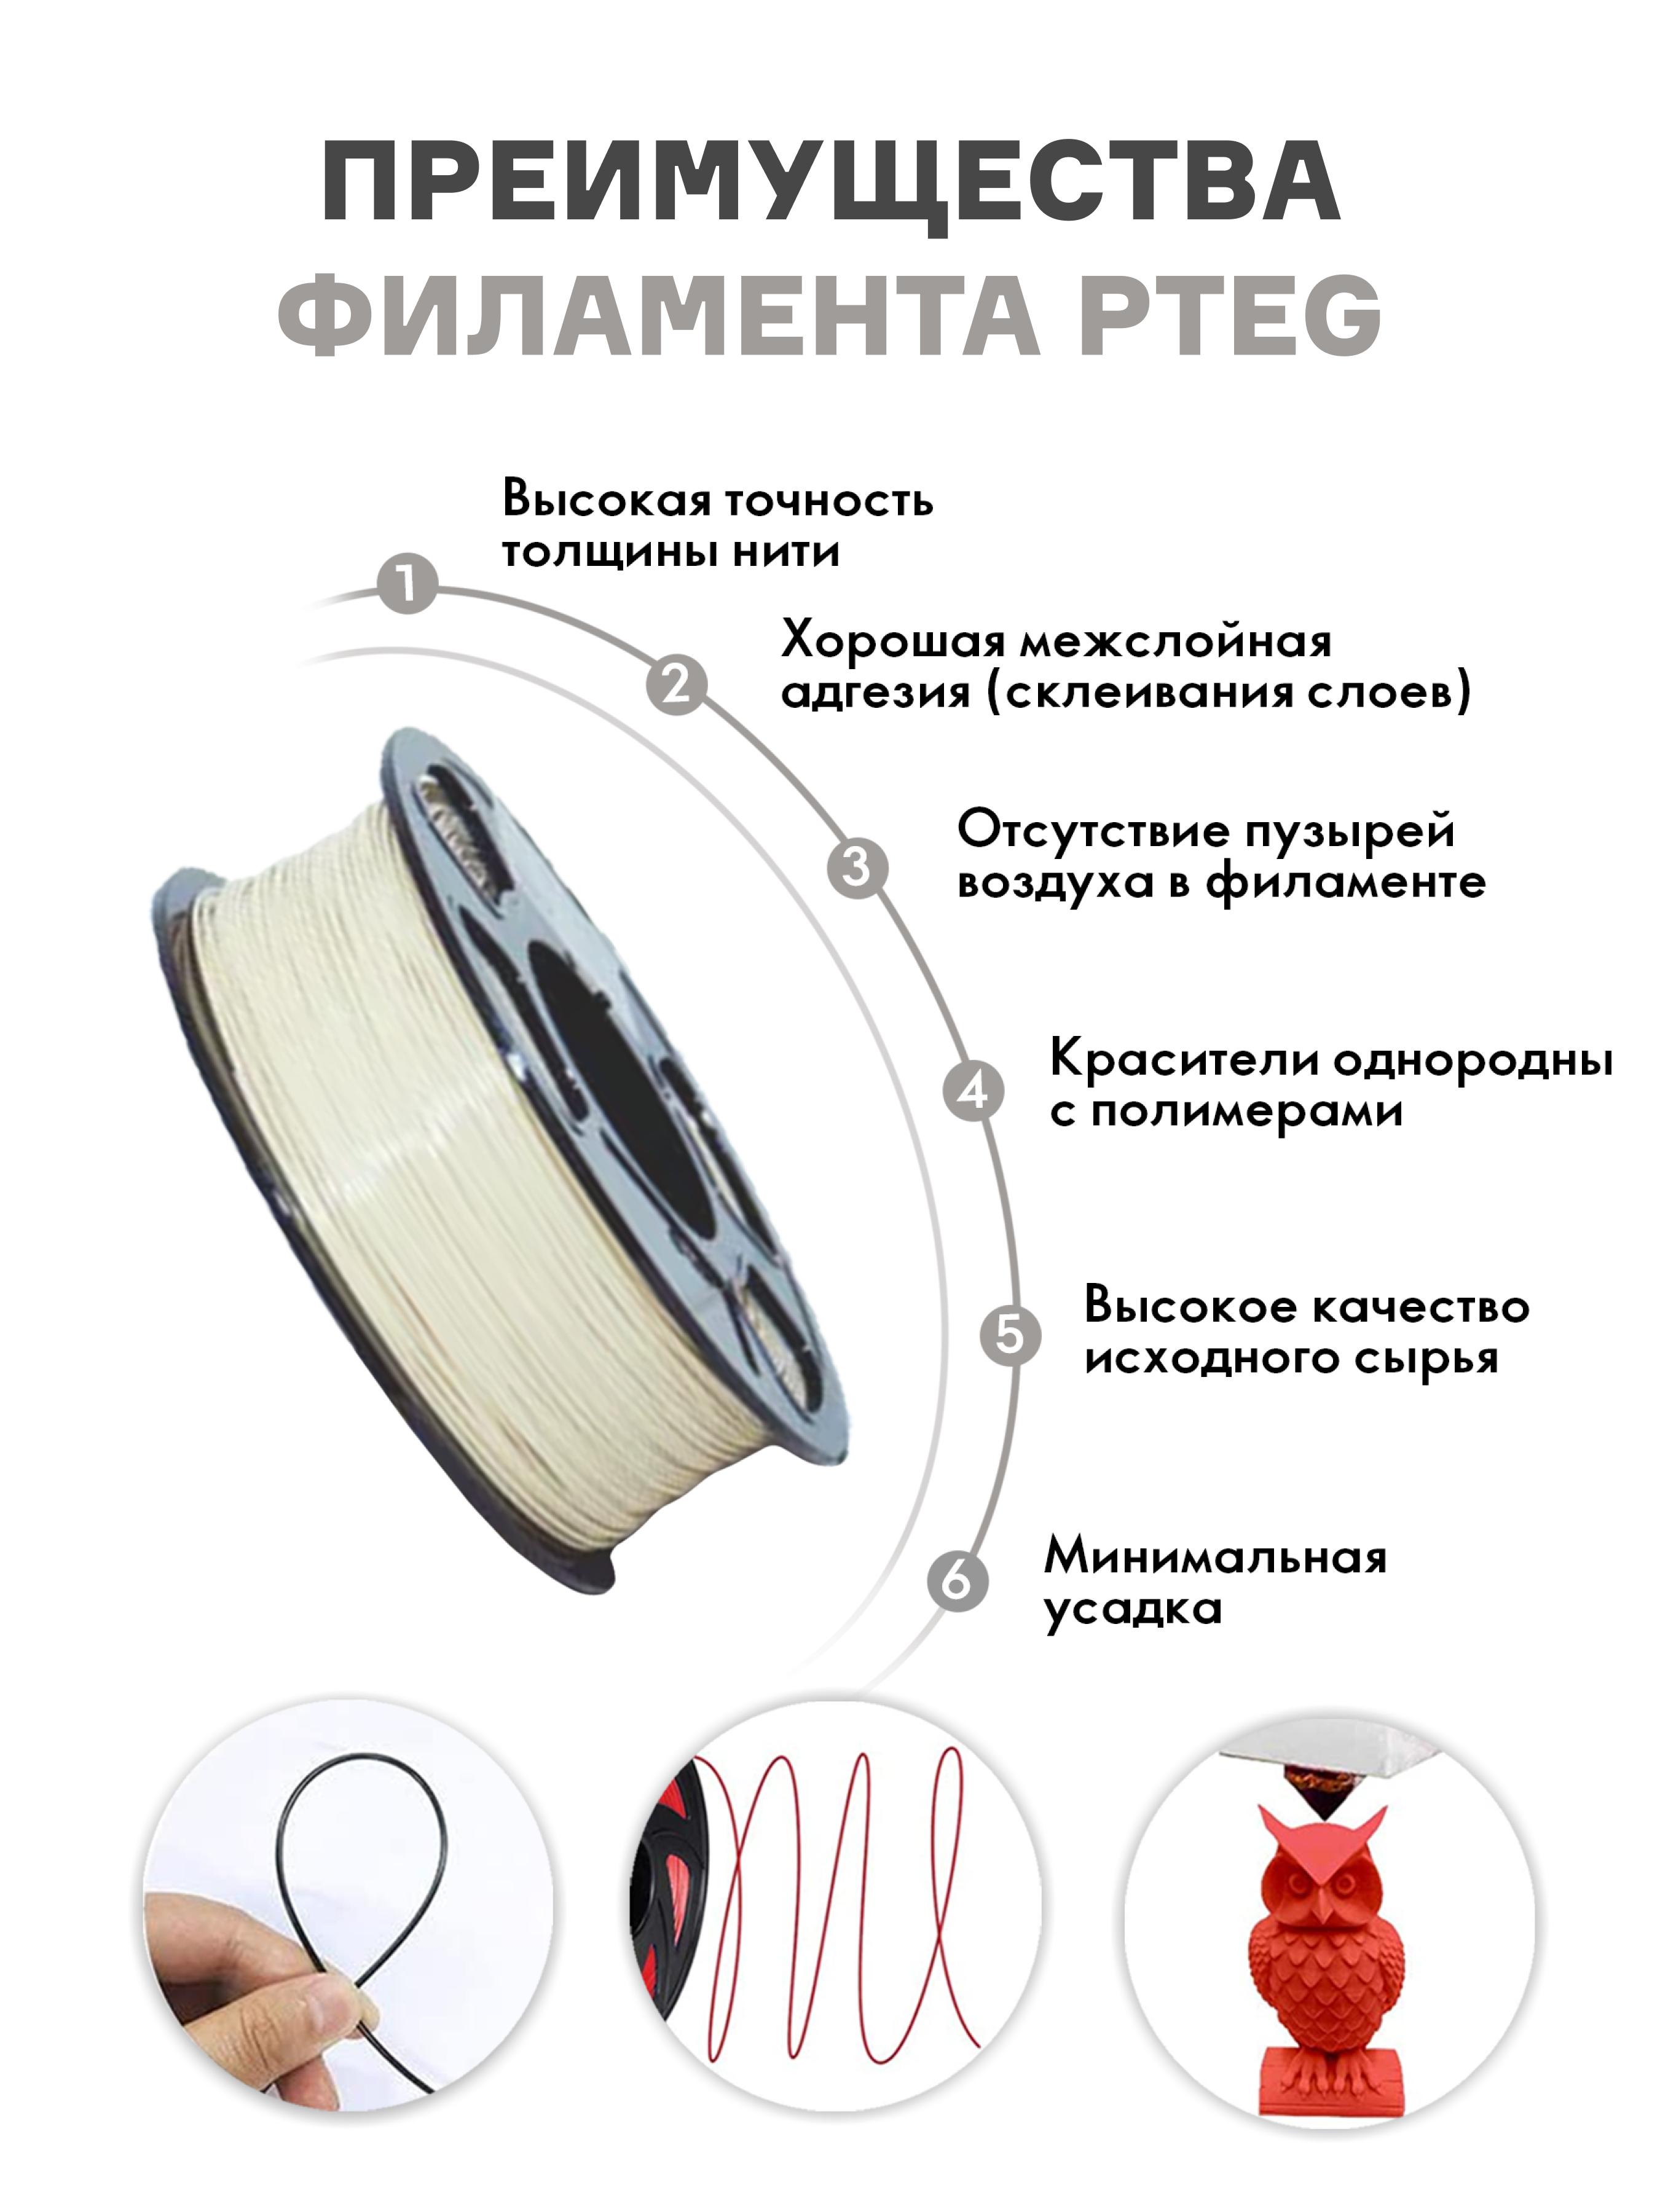 ПРЕИМУЩЕСТВА
ФИЛАМЕНТА PTEG
1
Высокая точность
толщины нити
2
Хорошая межслойная
адгезия (склеивания слоев)
3
Отсутствие пузырей
воздуха в филаменте
4
Красители однородны
с полимерами
5
Высокое качество
исходного сырья
6
Минимальная
усадка